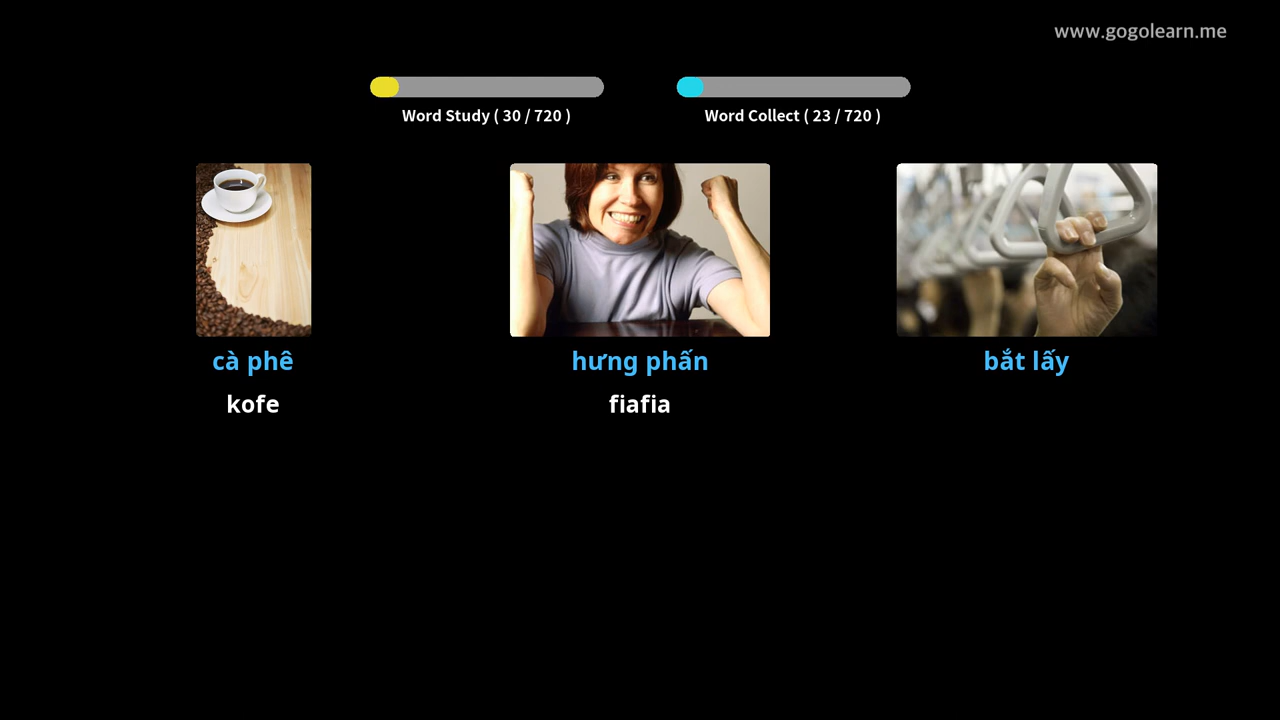 www.gogolearn.me
Word Study ( 30 / 720 )
Word Collect ( 23 / 720 )
cà phê
hưng phấn
bắt lấy
kofe
fiafia